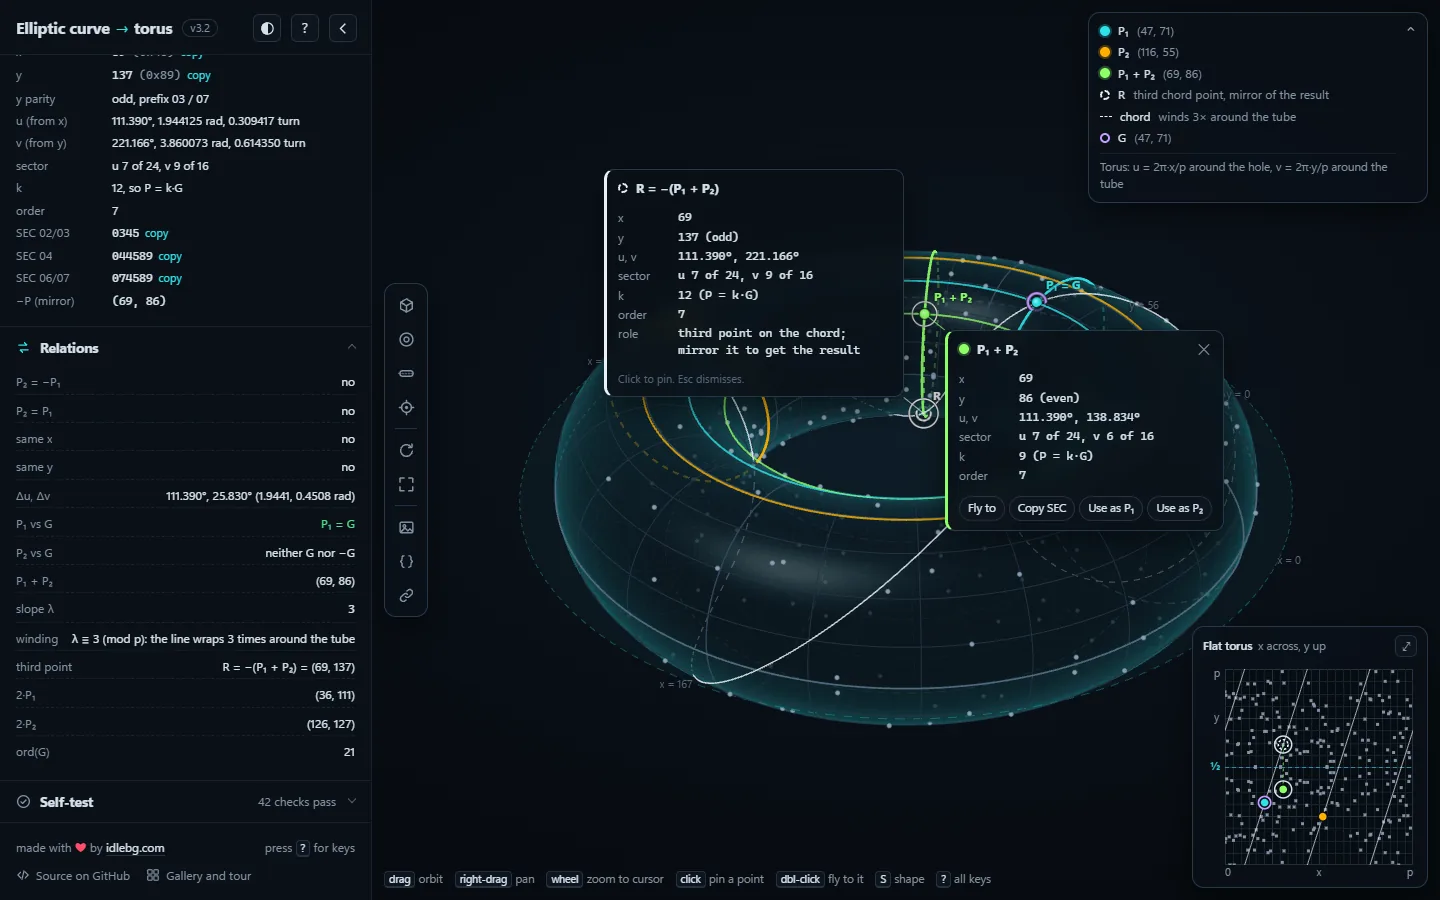 Elliptic curve → torus v3.2
?
y 137 (0x89) copy
y parity odd, prefix 03 / 07
u (from x) 111.390°, 1.944125 rad, 0.309417 turn
v (from y) 221.166°, 3.860073 rad, 0.614350 turn
sector u 7 of 24, v 9 of 16
k 12, so P = k·G
order 7
SEC 02/03 0345 copy
SEC 04 044589 copy
SEC 06/07 074589 copy
−P (mirror) (69, 86)
Relations
P₂ = −P₁ no
P₂ = P₁ no
same x no
same y no
Δu, Δv 111.390°, 25.830° (1.9441, 0.4508 rad)
P₁ vs G P₁ = G
P₂ vs G neither G nor −G
P₁ + P₂ (69, 86)
slope λ 3
winding λ ≡ 3 (mod p): the line wraps 3 times around the tube
third point R = −(P₁ + P₂) = (69, 137)
2·P₁ (36, 111)
2·P₂ (126, 127)
ord(G) 21
Self-test 42 checks pass
made with ❤ by idlebg.com press ? for keys
Source on GitHub Gallery and tour
R = −(P₁ + P₂)
x 69
y 137 (odd)
u, v 111.390°, 221.166°
sector u 7 of 24, v 9 of 16
k 12 (P = k·G)
order 7
role third point on the chord;
mirror it to get the result
Click to pin. Esc dismisses.
P₁ + P₂
P₁ = G
R
x = 167
x = 0
P₁ + P₂
x 69
y 86 (even)
u, v 111.390°, 138.834°
sector u 7 of 24, v 6 of 16
k 9 (P = k·G)
order 7
Fly to Copy SEC Use as P₁ Use as P₂
P₁ (47, 71)
P₂ (116, 55)
P₁ + P₂ (69, 86)
R third chord point, mirror of the result
chord winds 3× around the tube
G (47, 71)
Torus: u = 2π·x/p around the hole, v = 2π·y/p around the
tube
Flat torus x across, y up
p
y
½
0 x p
drag orbit right-drag pan wheel zoom to cursor click pin a point dbl-click fly to it S shape ? all keys